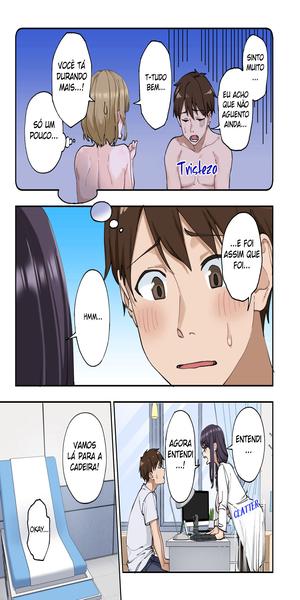 SINTO
MUITO...
EU ACHO
QUE NÃO
AGUENTO
AINDA...
T-TUDO
BEM...
VOCÊ TÁ
DURANDO
MAIS...!
SÓ UM
POUCO...
Tristeza
...E FOI
ASSIM QUE
FOI...
HMM...
ENTENDI
...
AGORA
ENTENDI
...!
CLATTER
VAMOS
LÁ PARA A
CADEIRA!
OKAY...